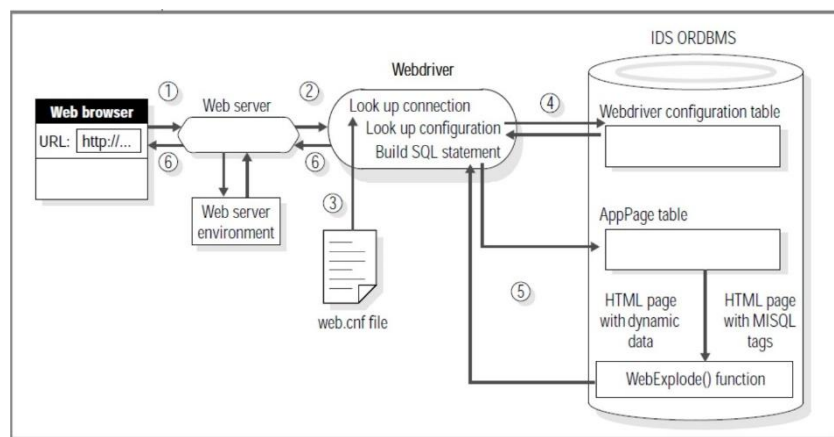 IDS ORDBMS
Webdriver
①
Web server
②
④
Web browser
URL: http://...
Look up connection
Look up configuration
Build SQL statement
Webdriver configuration table
⑥
⑥
Web server
environment
③
AppPage table
web.cnf file
⑤
HTML page
with dynamic
data
HTML page
with MISQL
tags
WebExplode() function